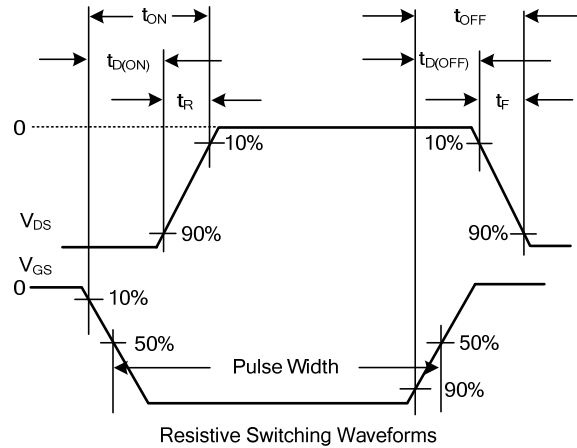 tON tOFF
tD(ON) tD(OFF)
tR tF
0
10% 10%
VDS 90% 90%
VGS
0
10%
50% Pulse Width 50%
90%
Resistive Switching Waveforms